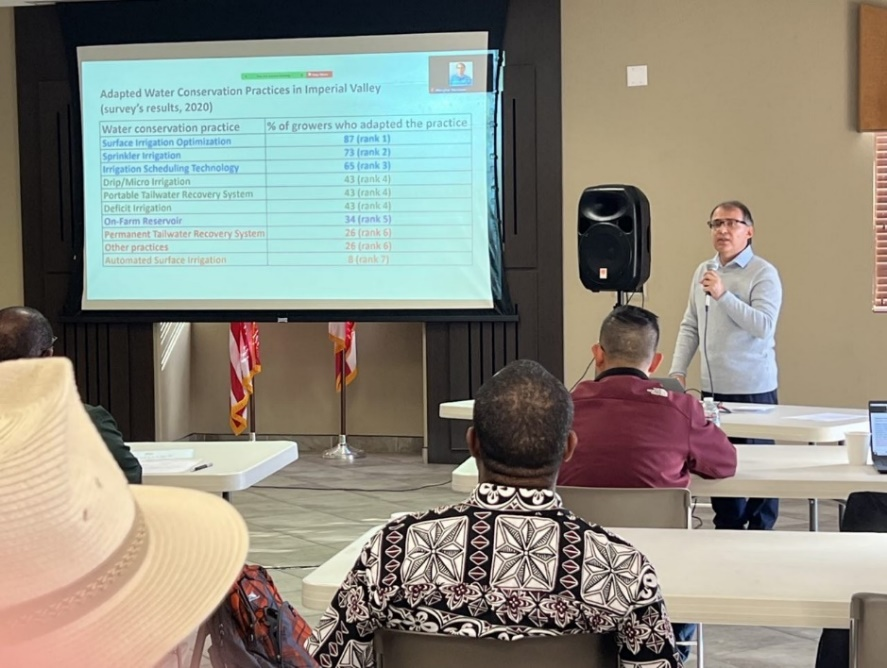 Adapted Water Conservation Practices in Imperial Valley
(survey's results, 2020)
Water conservation practice % of growers who adapted the practice
Surface Irrigation Optimization 87 (rank 1)
Sprinkler Irrigation 73 (rank 2)
Irrigation Scheduling Technology 65 (rank 3)
Drip/Micro Irrigation 43 (rank 4)
Portable Tailwater Recovery System 43 (rank 4)
Deficit Irrigation 43 (rank 4)
On-Farm Reservoir 34 (rank 5)
Permanent Tailwater Recovery System 26 (rank 6)
Other practices 26 (rank 6)
Automated Surface Irrigation 8 (rank 7)